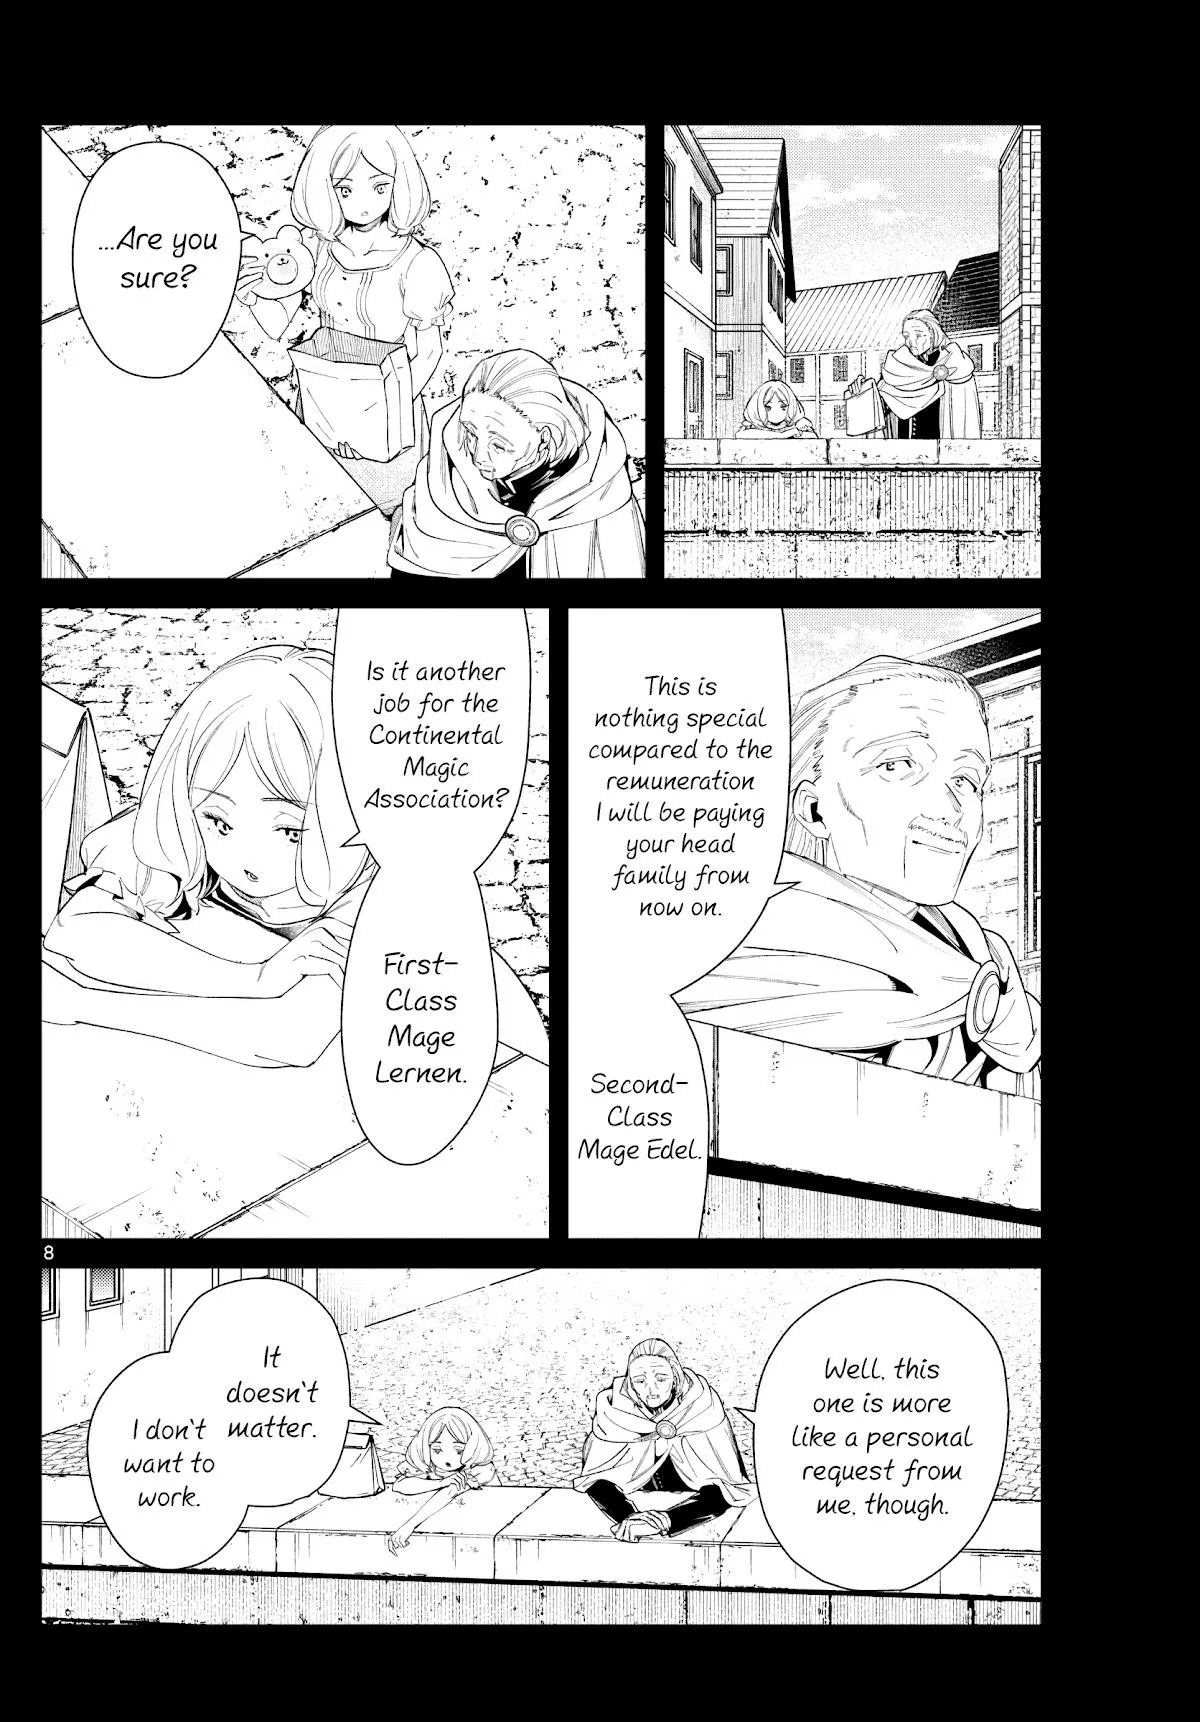 ...Are you
sure?
This is
nothing special
compared to the
remuneration
I will be paying
your head
family from
now on.
Second-
Class
Mage Edel.
Is it another
job for the
Continental
Magic
Association?
First-
Class
Mage
Lernen.
8
Well, this
one is more
like a personal
request from
me, though.
It
doesn't
matter.
I don't
want to
work.